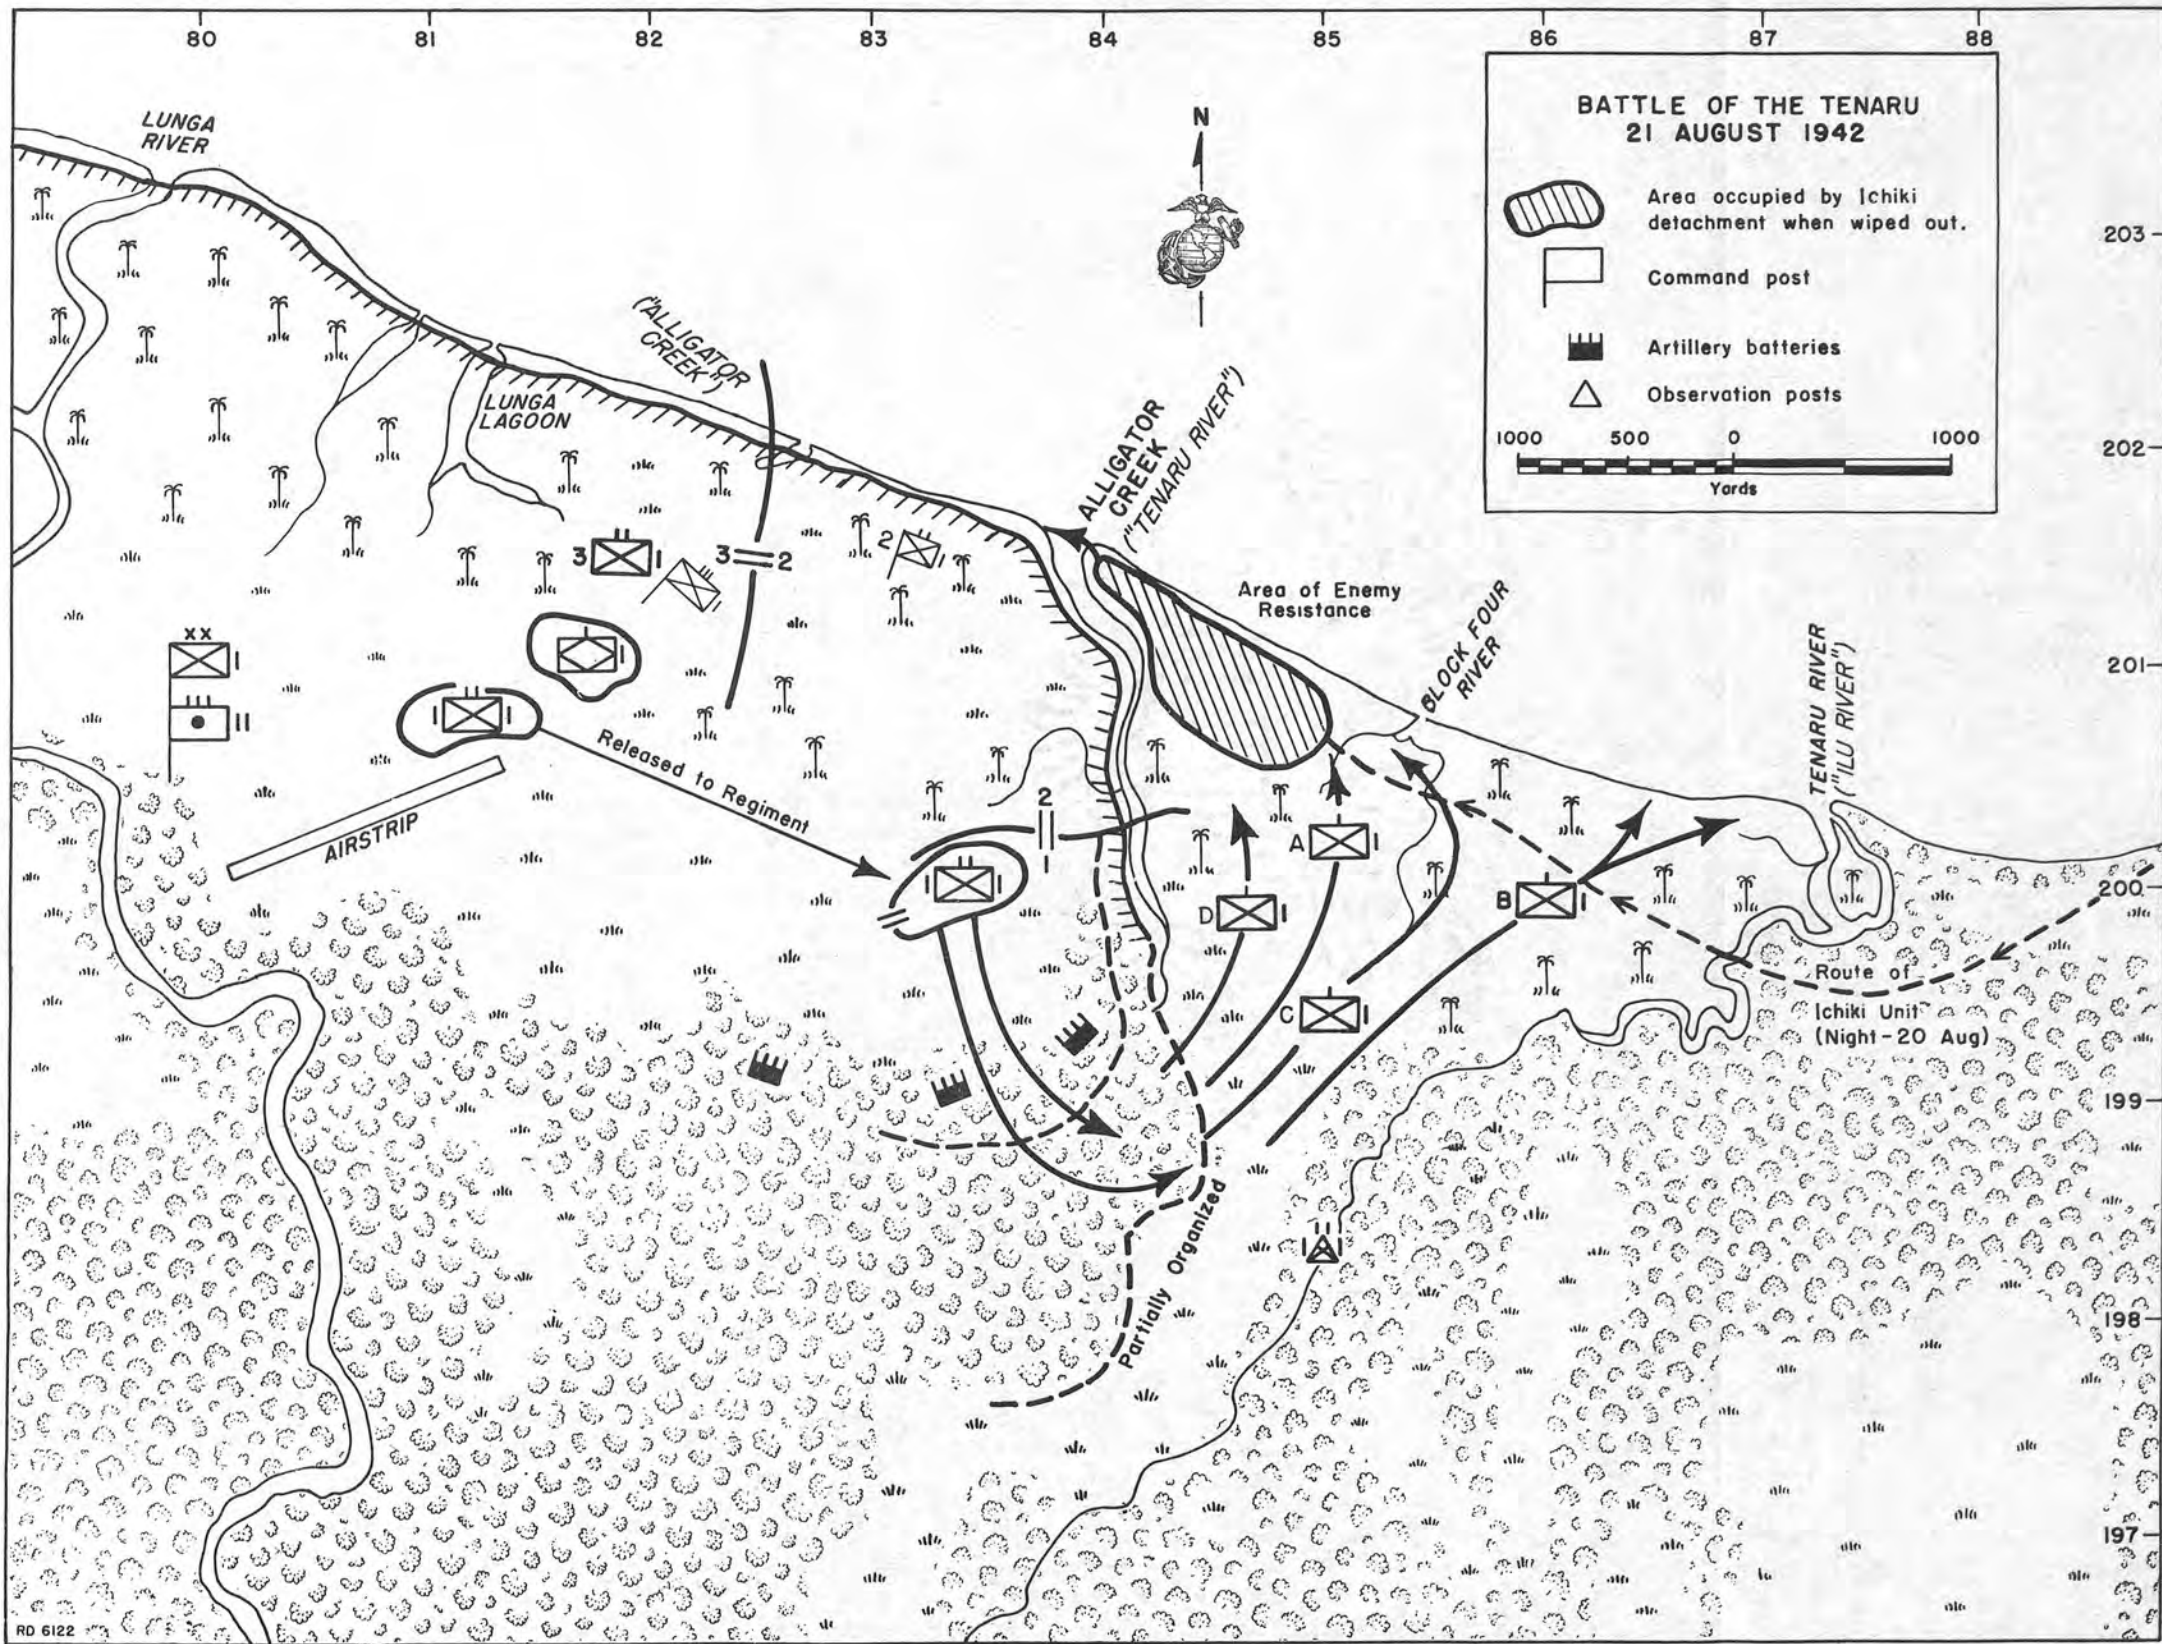 80 81 82 83 84 85 86 87 88
BATTLE OF THE TENARU
21 AUGUST 1942
Area occupied by Ichiki
detachment when wiped out.
Command post
Artillery batteries
Observation posts
1000 500 0 1000
Yards
N
203
202
201
200
199
198
197
LUNGA
RIVER
("ALLIGATOR
CREEK")
LUNGA
LAGOON
ALLIGATOR
CREEK
("TENARU RIVER")
3
3 2
2
Area of Enemy
Resistance
BLOCK FOUR
RIVER
TENARU RIVER
("ILU RIVER")
XX
Released to Regiment
AIRSTRIP
2
A
B
D
C
Route of
Ichiki Unit
(Night-20 Aug)
Partially Organized
RD 6122